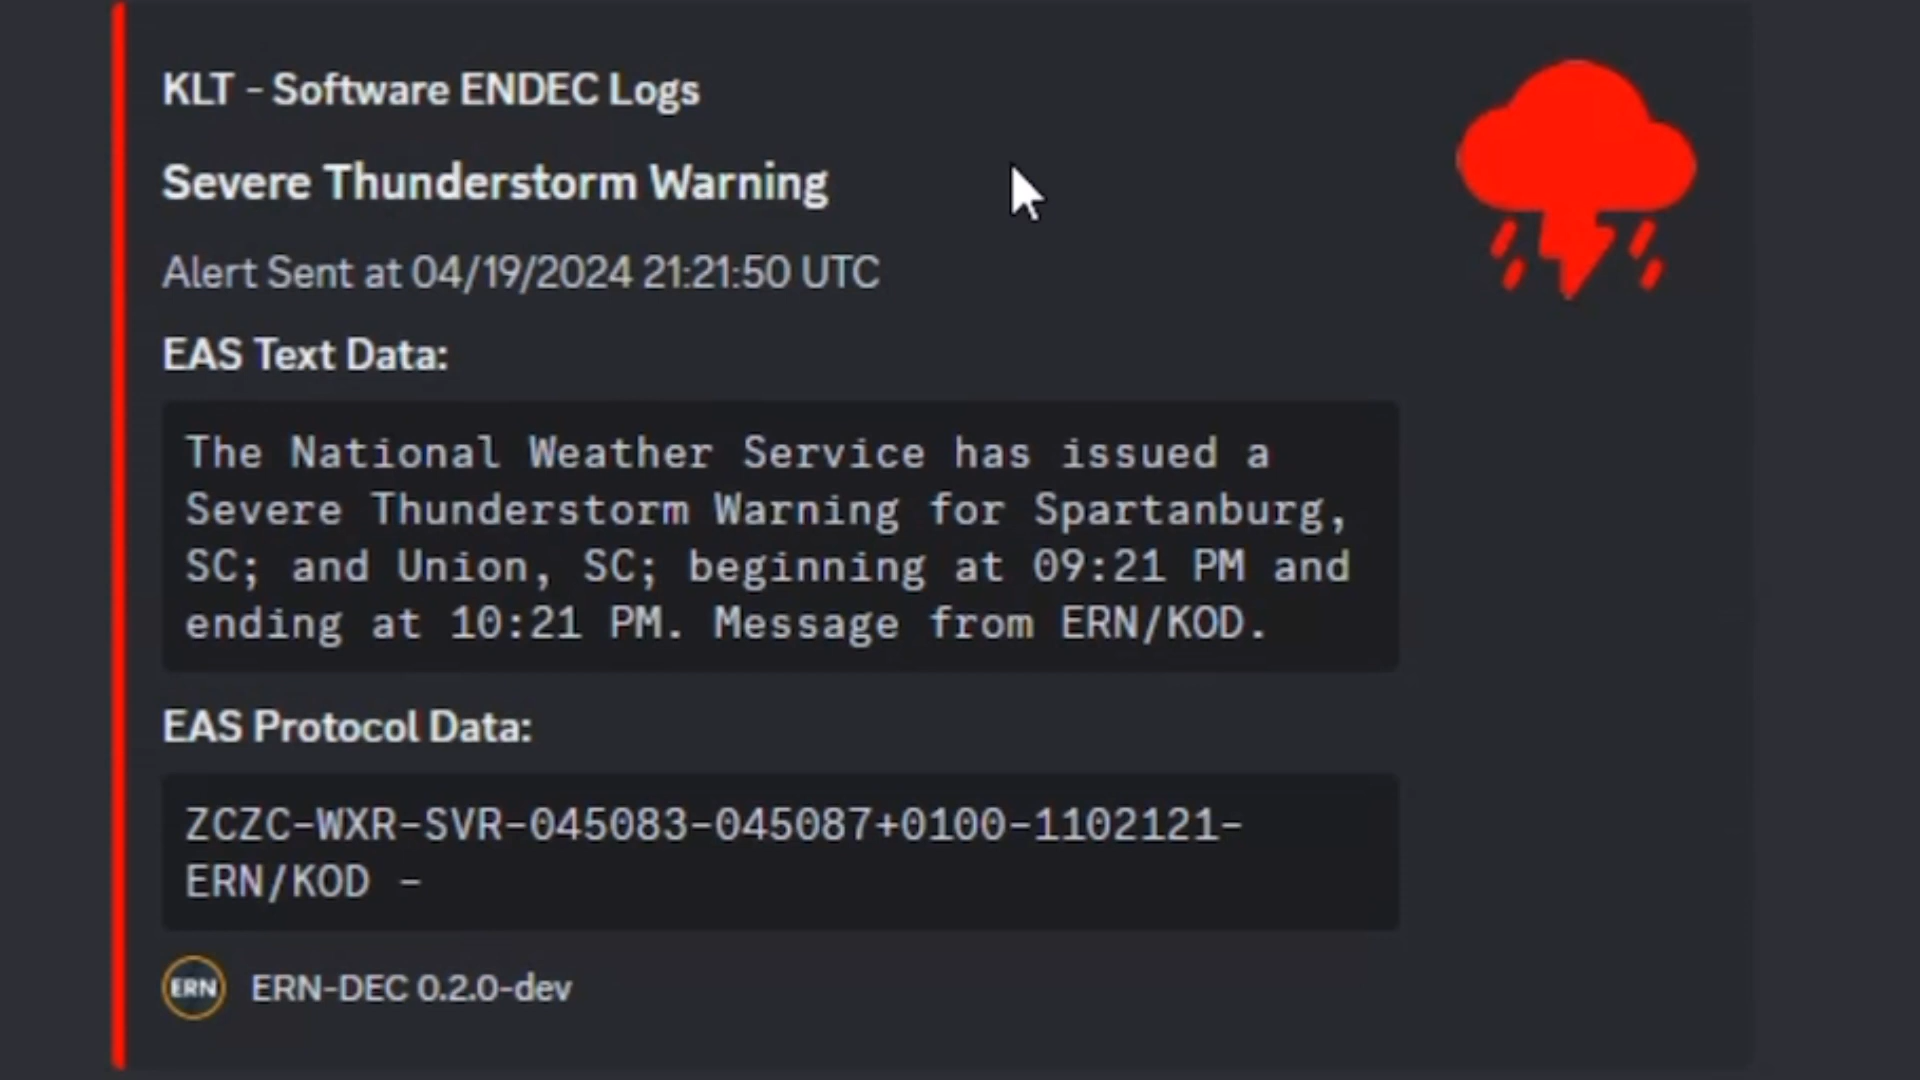 KLT - Software ENDEC Logs
Severe Thunderstorm Warning
Alert Sent at 04/19/2024 21:21:50 UTC
EAS Text Data:
The National Weather Service has issued a
Severe Thunderstorm Warning for Spartanburg,
SC; and Union, SC; beginning at 09:21 PM and
ending at 10:21 PM. Message from ERN/KOD.
EAS Protocol Data:
ZCZC-WXR-SVR-045083-045087+0100-1102121-
ERN/KOD -
ERN ERN-DEC 0.2.0-dev